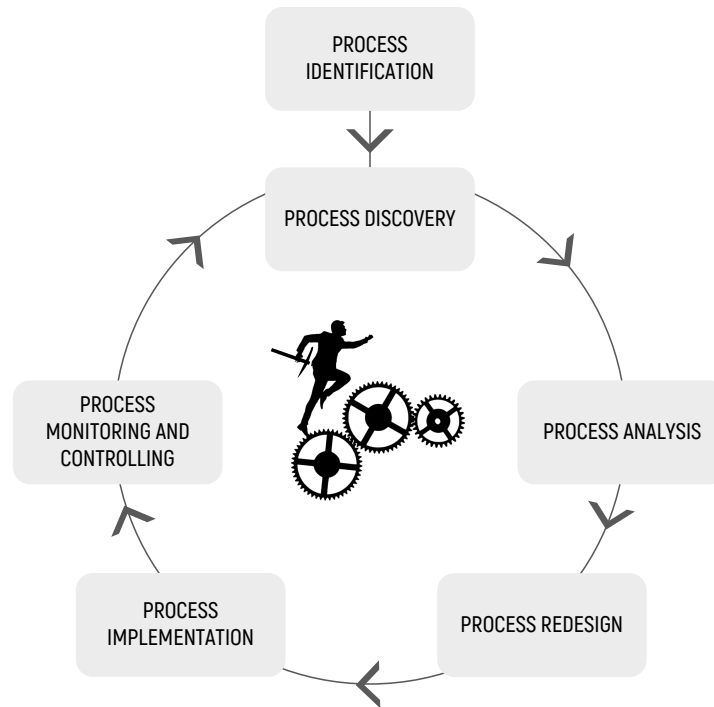 PROCESS
IDENTIFICATION
PROCESS DISCOVERY
PROCESS ANALYSIS
PROCESS REDESIGN
PROCESS
IMPLEMENTATION
PROCESS
MONITORING AND
CONTROLLING